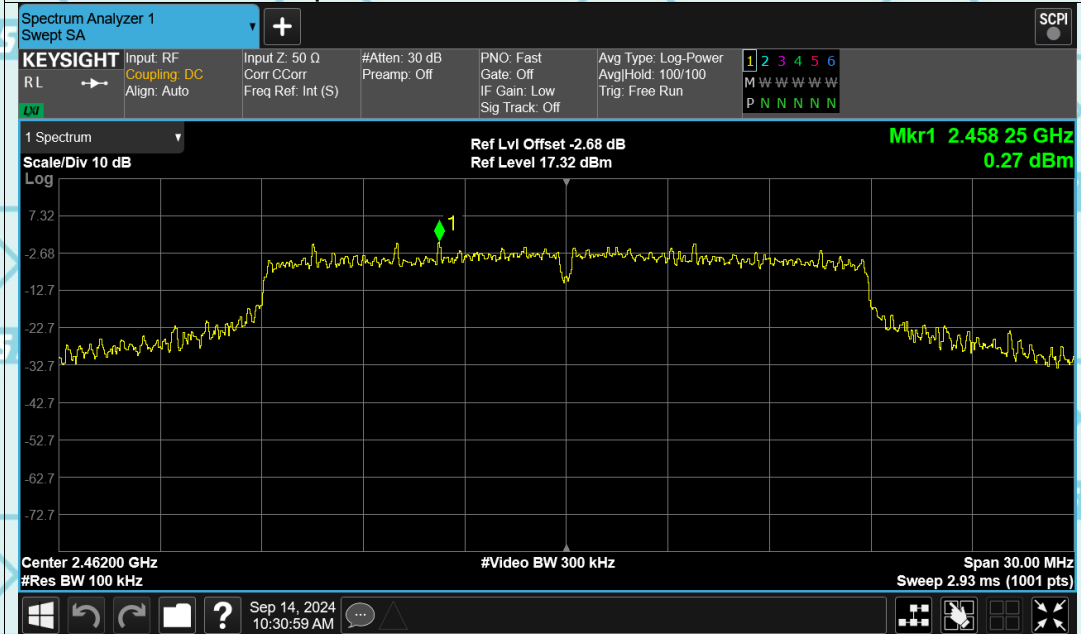 Spectrum Analyzer 1
Swept SA
+
SCPI
KEYSIGHT
R L
LXI
Input: RF
Coupling: DC
Align: Auto
Input Z: 50 Ω
Corr CCorr
Freq Ref: Int (S)
#Atten: 30 dB
Preamp: Off
PNO: Fast
Gate: Off
IF Gain: Low
Sig Track: Off
Avg Type: Log-Power
Avg|Hold: 100/100
Trig: Free Run
1 2 3 4 5 6
M W W W W W
P N N N N N
1 Spectrum
Scale/Div 10 dB
Ref Lvl Offset -2.68 dB
Ref Level 17.32 dBm
Mkr1 2.458 25 GHz
0.27 dBm
Log
1
7.32
-2.68
-12.7
-22.7
-32.7
-42.7
-52.7
-62.7
-72.7
Center 2.46200 GHz
#Video BW 300 kHz
Span 30.00 MHz
#Res BW 100 kHz
Sweep 2.93 ms (1001 pts)
?
Sep 14, 2024
10:30:59 AM